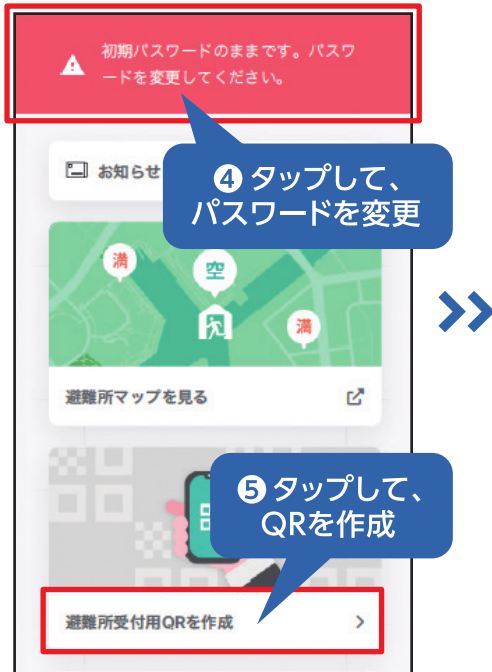 初期パスワードのままです。パスワ
ードを変更してください。
お知らせ
❹ タップして、
パスワードを変更
満
空
満
避難所マップを見る
❺ タップして、
QRを作成
避難所受付用QRを作成